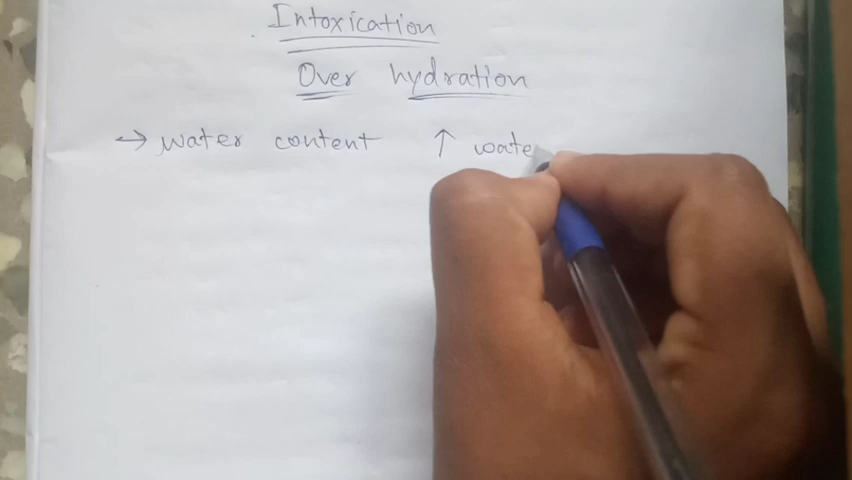 Intoxication
Over hydration
→ water content ↑ wate